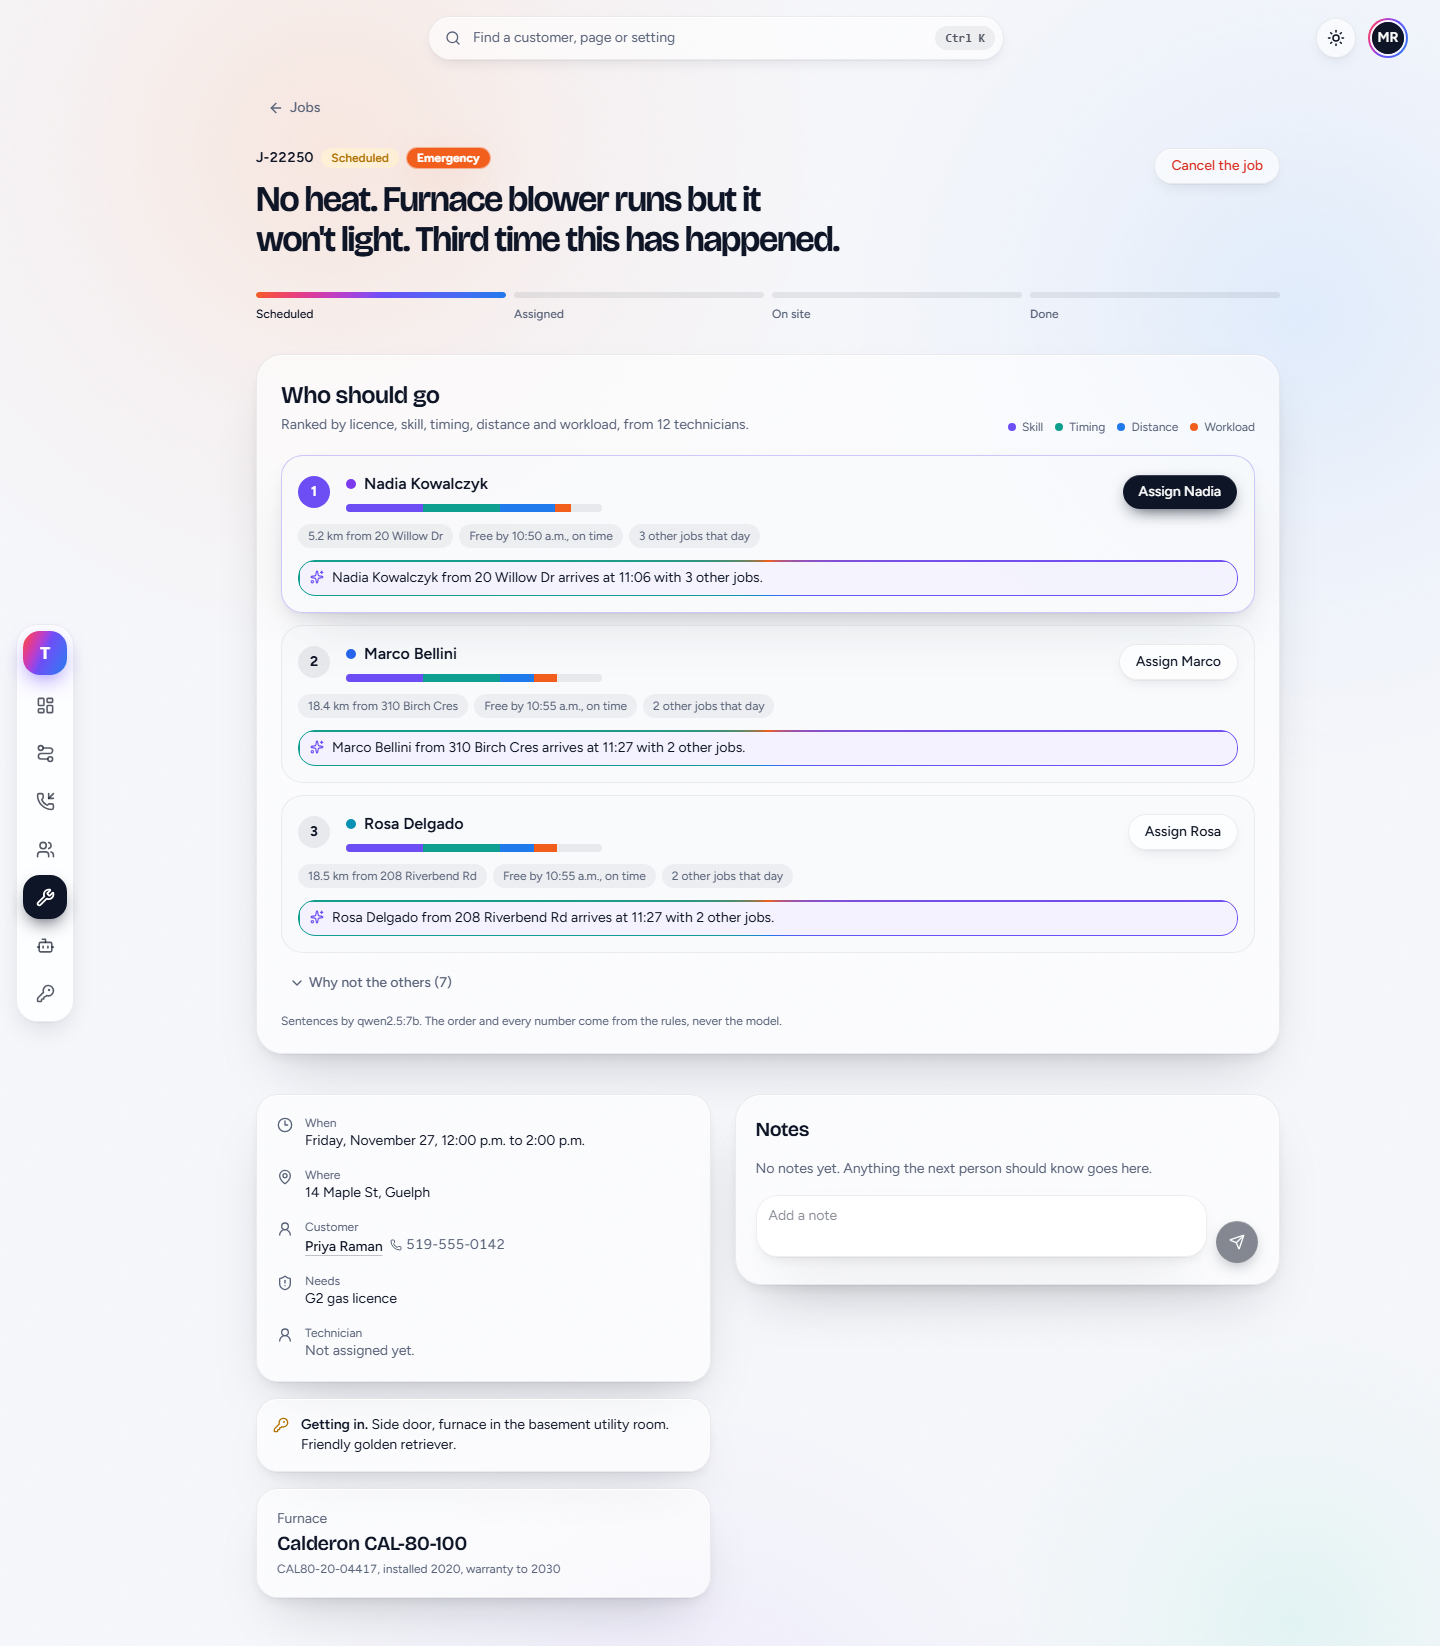 Find a customer, page or setting
Ctrl K
MR
Jobs
J-22250 Scheduled Emergency
Cancel the job
No heat. Furnace blower runs but it
won't light. Third time this has happened.
Scheduled Assigned On site Done
Who should go
Ranked by licence, skill, timing, distance and workload, from 12 technicians.
Skill Timing Distance Workload
1 Nadia Kowalczyk
Assign Nadia
5.2 km from 20 Willow Dr Free by 10:50 a.m., on time 3 other jobs that day
Nadia Kowalczyk from 20 Willow Dr arrives at 11:06 with 3 other jobs.
T
2 Marco Bellini
Assign Marco
18.4 km from 310 Birch Cres Free by 10:55 a.m., on time 2 other jobs that day
Marco Bellini from 310 Birch Cres arrives at 11:27 with 2 other jobs.
3 Rosa Delgado
Assign Rosa
18.5 km from 208 Riverbend Rd Free by 10:55 a.m., on time 2 other jobs that day
Rosa Delgado from 208 Riverbend Rd arrives at 11:27 with 2 other jobs.
Why not the others (7)
Sentences by qwen2.5:7b. The order and every number come from the rules, never the model.
When
Friday, November 27, 12:00 p.m. to 2:00 p.m.
Where
14 Maple St, Guelph
Customer
Priya Raman 519-555-0142
Needs
G2 gas licence
Technician
Not assigned yet.
Notes
No notes yet. Anything the next person should know goes here.
Add a note
Getting in. Side door, furnace in the basement utility room.
Friendly golden retriever.
Furnace
Calderon CAL-80-100
CAL80-20-04417, installed 2020, warranty to 2030